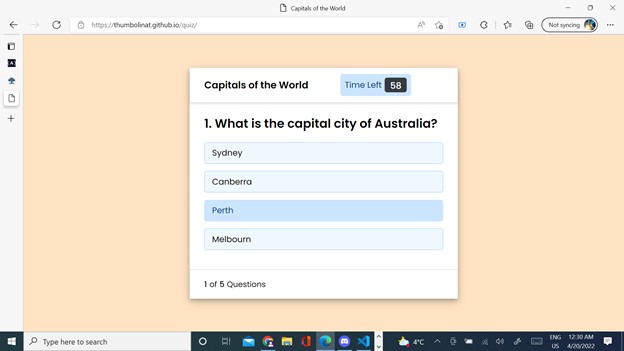 Capitals of the World
https://thumbolinat.github.io/quiz/
Not syncing
Capitals of the World
Time Left 58
1. What is the capital city of Australia?
Sydney
Canberra
Perth
Melbourn
1 of 5 Questions
Type here to search
4°C
ENG
US
12:30 AM
4/20/2022